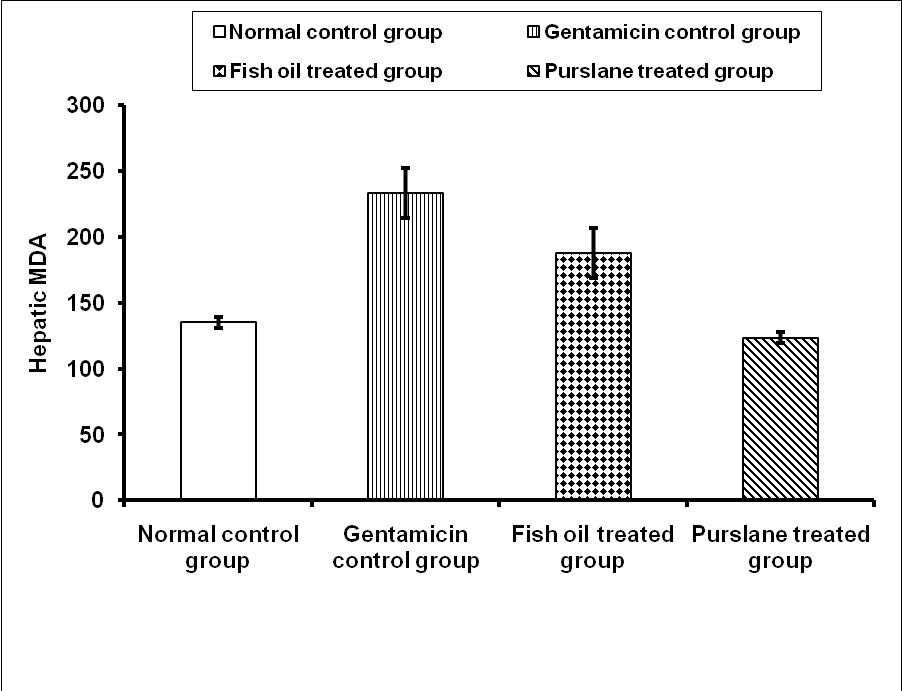 Normal control group
Gentamicin control group
Fish oil treated group
Purslane treated group
300
250
200
150
100
50
0
Hepatic MDA
Normal control
group
Gentamicin
control group
Fish oil treated
group
Purslane treated
group